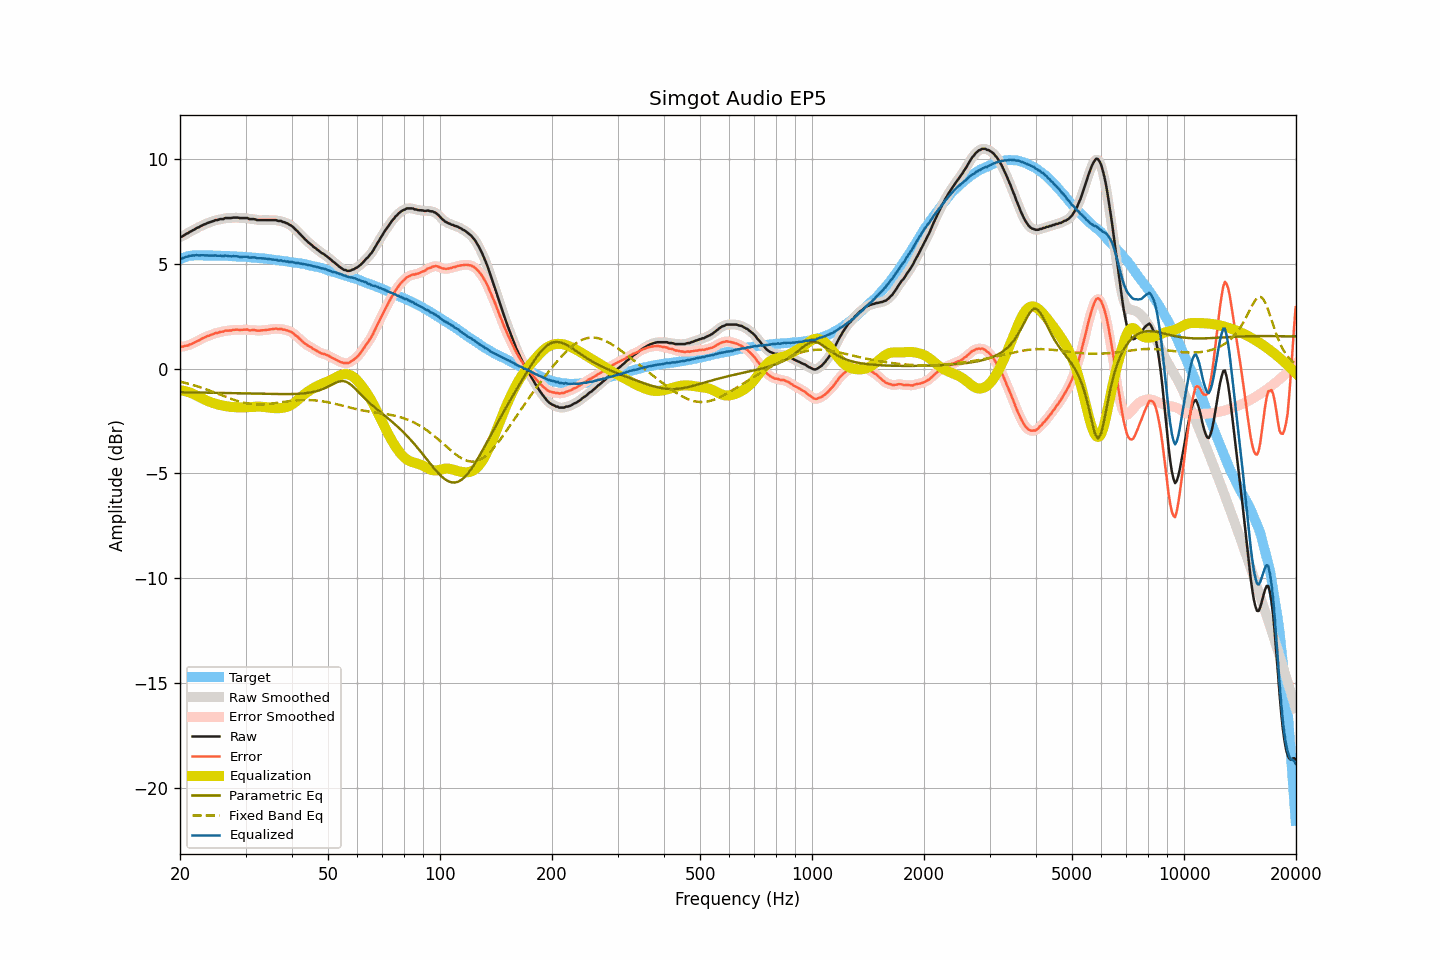 Simgot Audio EP5
10
5
0
−5
−10
−15
−20
Amplitude (dBr)
Target
Raw Smoothed
Error Smoothed
Raw
Error
Equalization
Parametric Eq
Fixed Band Eq
Equalized
20 50 100 200 500 1000 2000 5000 10000 20000
Frequency (Hz)